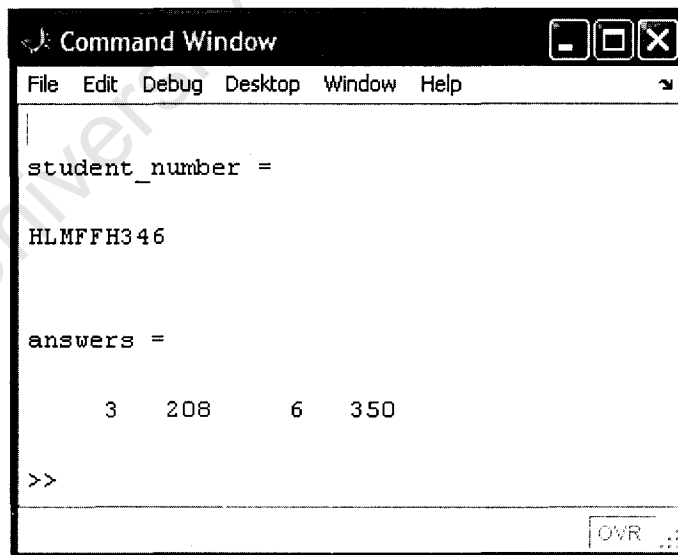 Command Window
File Edit Debug Desktop Window Help
student_number =
HLMFFH346
answers =
3 208 6 350
>>
OVR